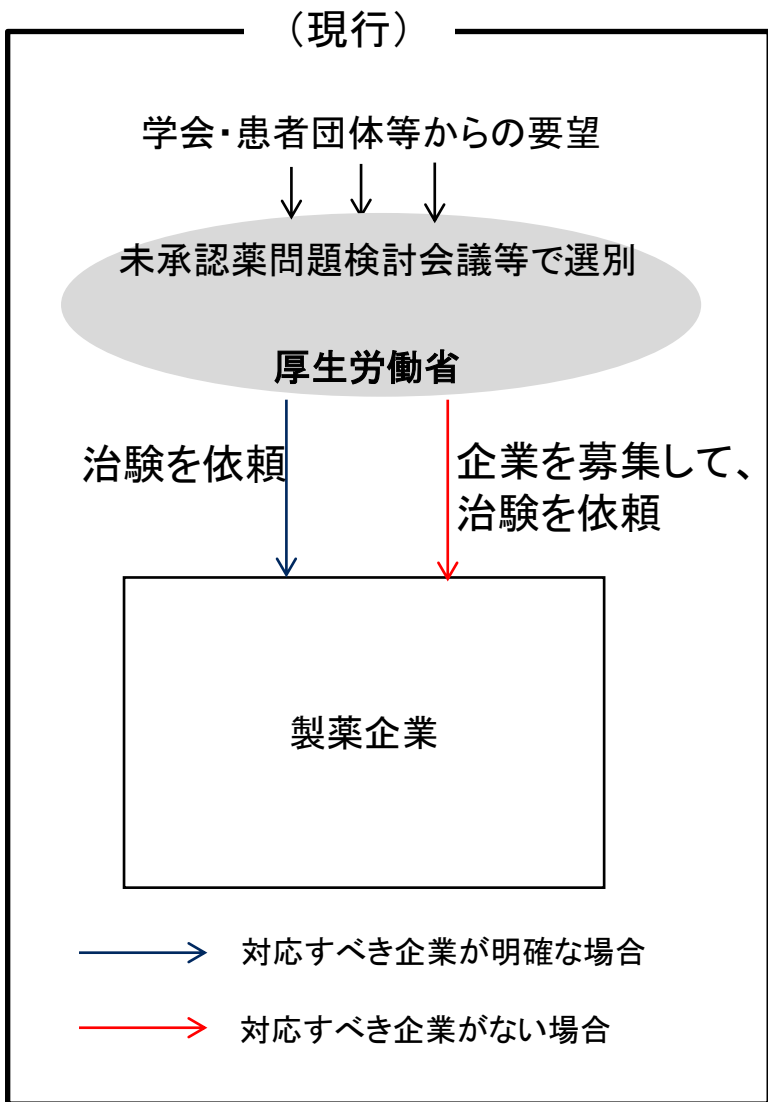 （現行）
学会・患者団体等からの要望
未承認薬問題検討会議等で選別
厚生労働省
治験を依頼
企業を募集して、
治験を依頼
製薬企業
対応すべき企業が明確な場合
対応すべき企業がない場合